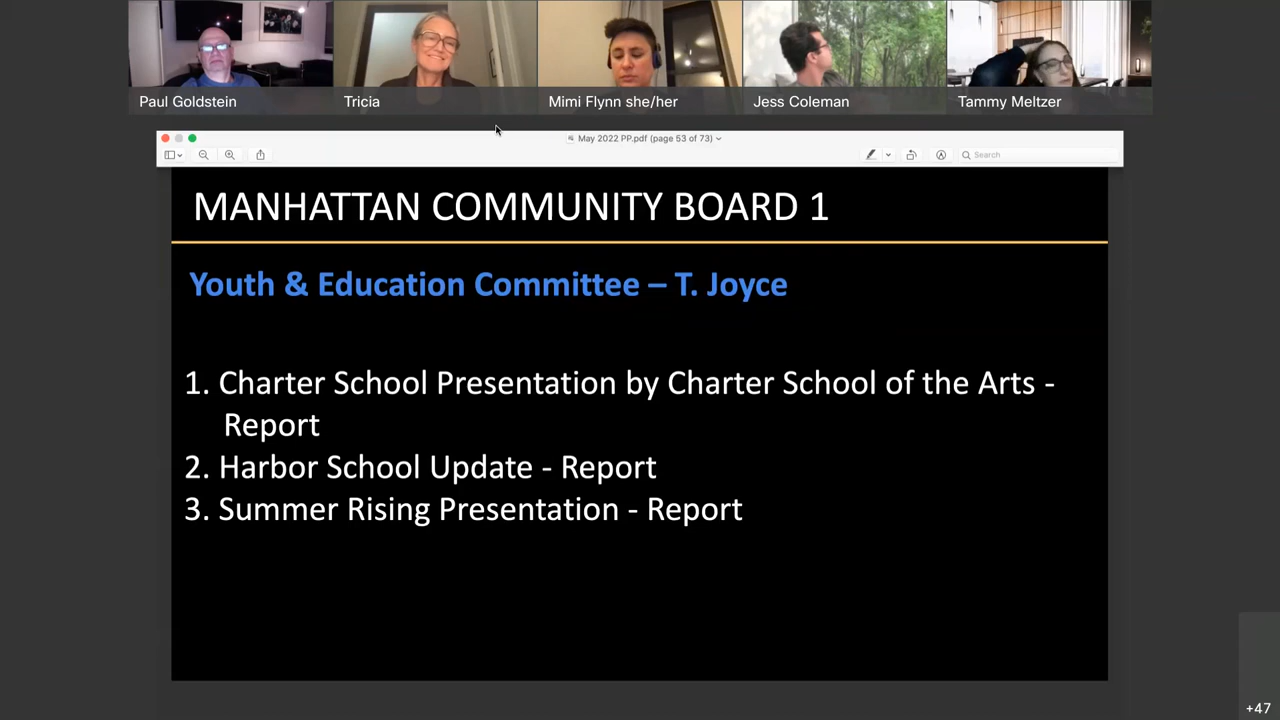 Paul Goldstein
Tricia
Mimi Flynn she/her
Jess Coleman
Tammy Meltzer
May 2022 PP.pdf (page 53 of 73)
Search
MANHATTAN COMMUNITY BOARD 1
Youth & Education Committee – T. Joyce
1. Charter School Presentation by Charter School of the Arts -
Report
2. Harbor School Update - Report
3. Summer Rising Presentation - Report
+47